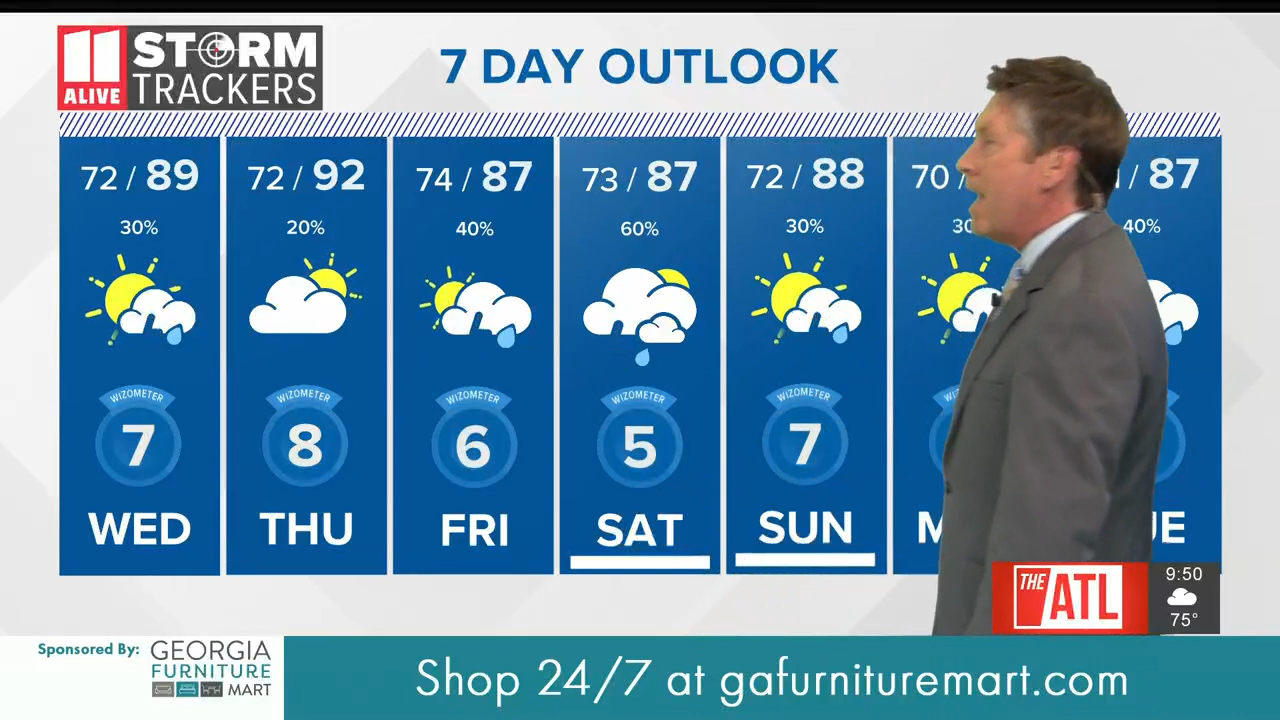 11 ALIVE
STORM
TRACKERS
7 DAY OUTLOOK
72 / 89
30%
WIZOMETER
7
WED
72 / 92
20%
WIZOMETER
8
THU
74 / 87
40%
WIZOMETER
6
FRI
73 / 87
60%
WIZOMETER
5
SAT
72 / 88
30%
WIZOMETER
7
SUN
70 /
/ 87
40%
THE
ATL
9:50
75°
Sponsored By:
GEORGIA
FURNITURE
MART
Shop 24/7 at gafurnituremart.com